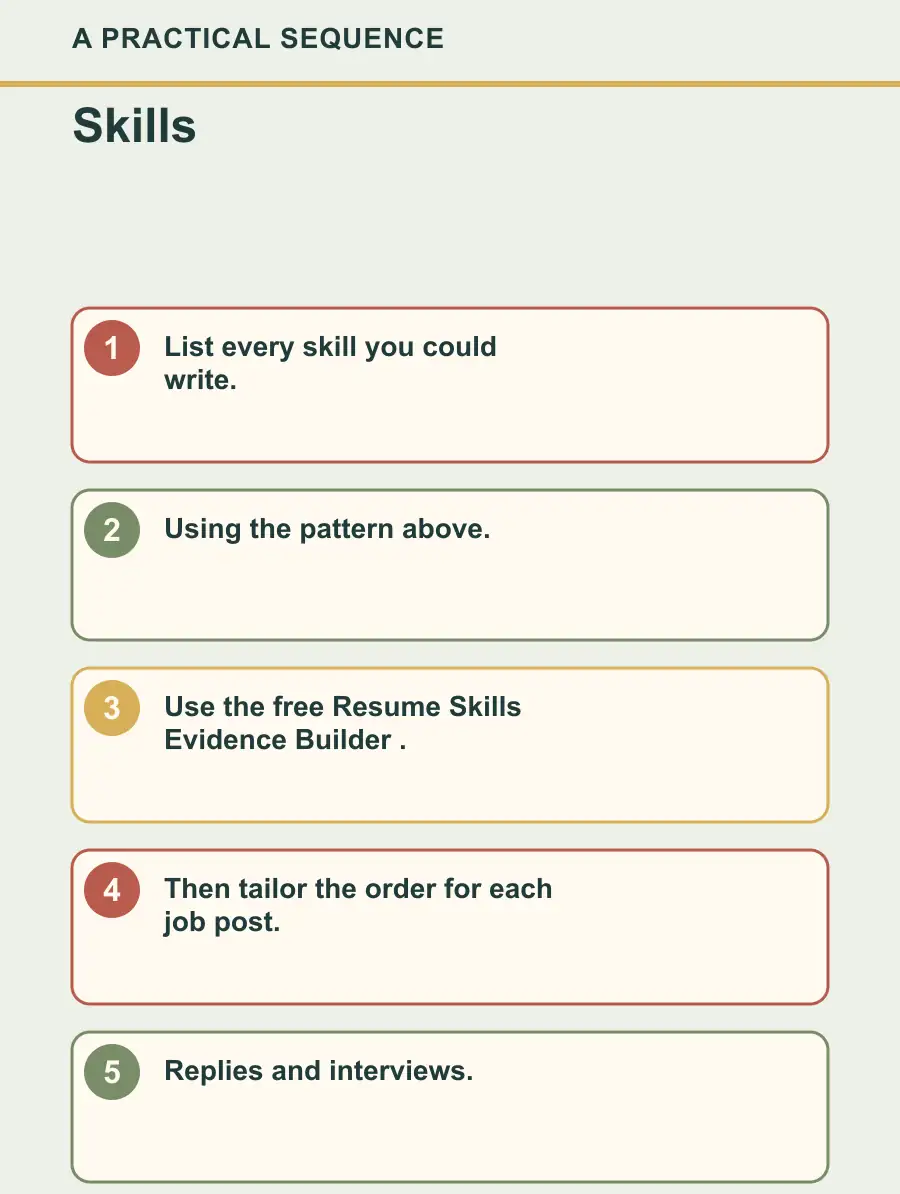 A PRACTICAL SEQUENCE
Skills
1
List every skill you could
write.
2
Using the pattern above.
3
Use the free Resume Skills
Evidence Builder .
4
Then tailor the order for each
job post.
5
Replies and interviews.